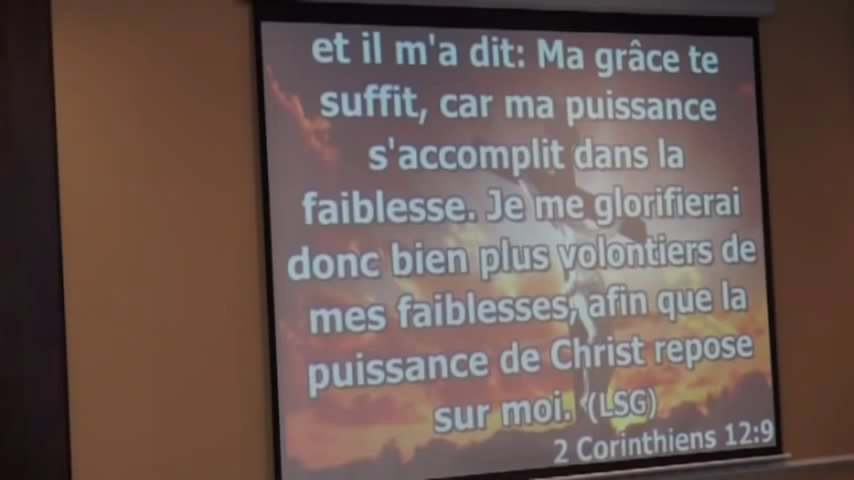 et il m'a dit: Ma grâce te
suffit, car ma puissance
s'accomplit dans la
faiblesse. Je me glorifierai
donc bien plus volontiers de
mes faiblesses, afin que la
puissance de Christ repose
sur moi. (LSG)
2 Corinthiens 12:9